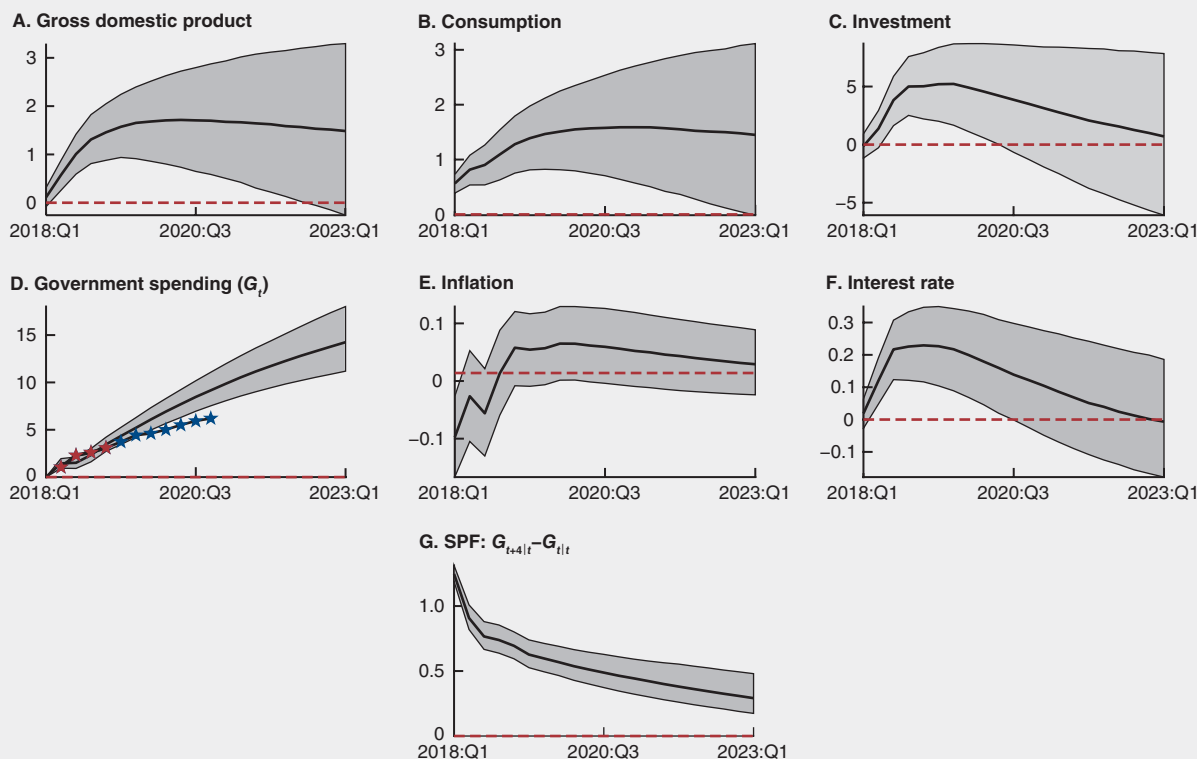 A. Gross domestic product
3
2
1
0
2018:Q1 2020:Q3 2023:Q1
B. Consumption
3
2
1
0
2018:Q1 2020:Q3 2023:Q1
C. Investment
5
0
−5
2018:Q1 2020:Q3 2023:Q1
D. Government spending (Gt)
15
10
5
0
2018:Q1 2020:Q3 2023:Q1
E. Inflation
0.1
0
−0.1
2018:Q1 2020:Q3 2023:Q1
F. Interest rate
0.3
0.2
0.1
0
−0.1
2018:Q1 2020:Q3 2023:Q1
G. SPF: Gt+4|t−Gt|t
1.0
0.5
0
2018:Q1 2020:Q3 2023:Q1